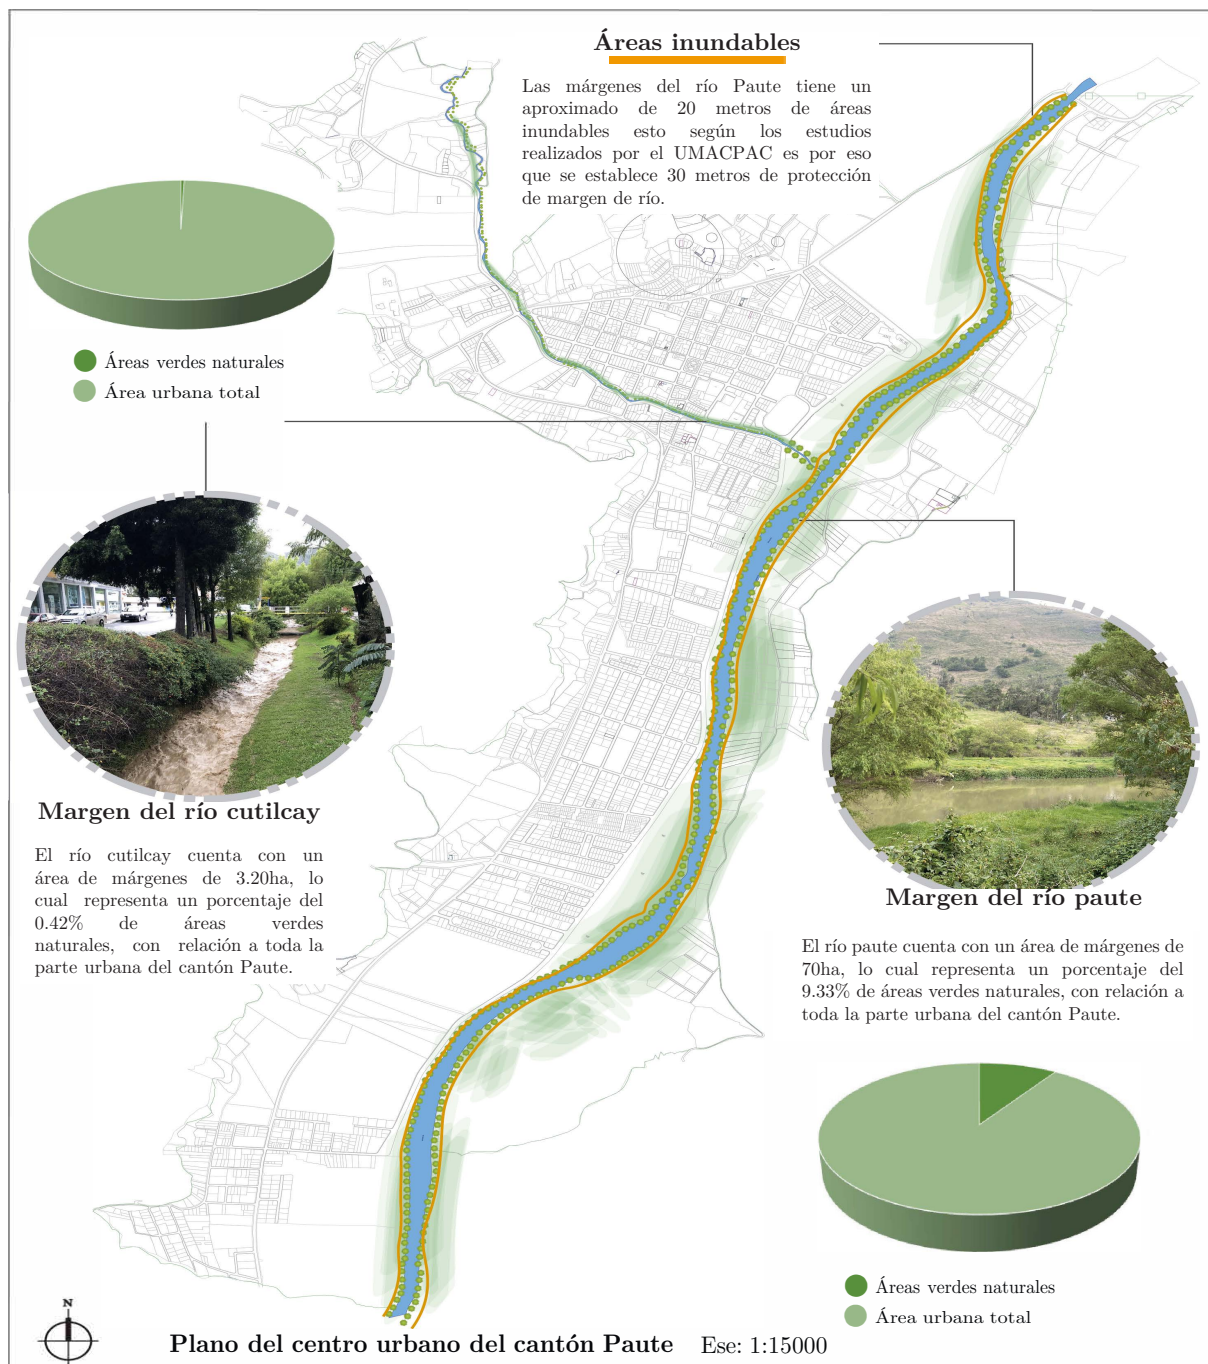 Áreas inundables
Las márgenes del río Paute tiene un
aproximado de 20 metros de áreas
inundables esto según los estudios
realizados por el UMACPAC es por eso
que se establece 30 metros de protección
de margen de río.
Áreas verdes naturales
Área urbana total
Margen del río cutilcay
El río cutilcay cuenta con un
área de márgenes de 3.20ha, lo
cual representa un porcentaje del
0.42% de áreas verdes
naturales, con relación a toda la
parte urbana del cantón Paute.
Margen del río paute
El río paute cuenta con un área de márgenes de
70ha, lo cual representa un porcentaje del
9.33% de áreas verdes naturales, con relación a
toda la parte urbana del cantón Paute.
Áreas verdes naturales
Área urbana total
N
Plano del centro urbano del cantón Paute Ese: 1:15000